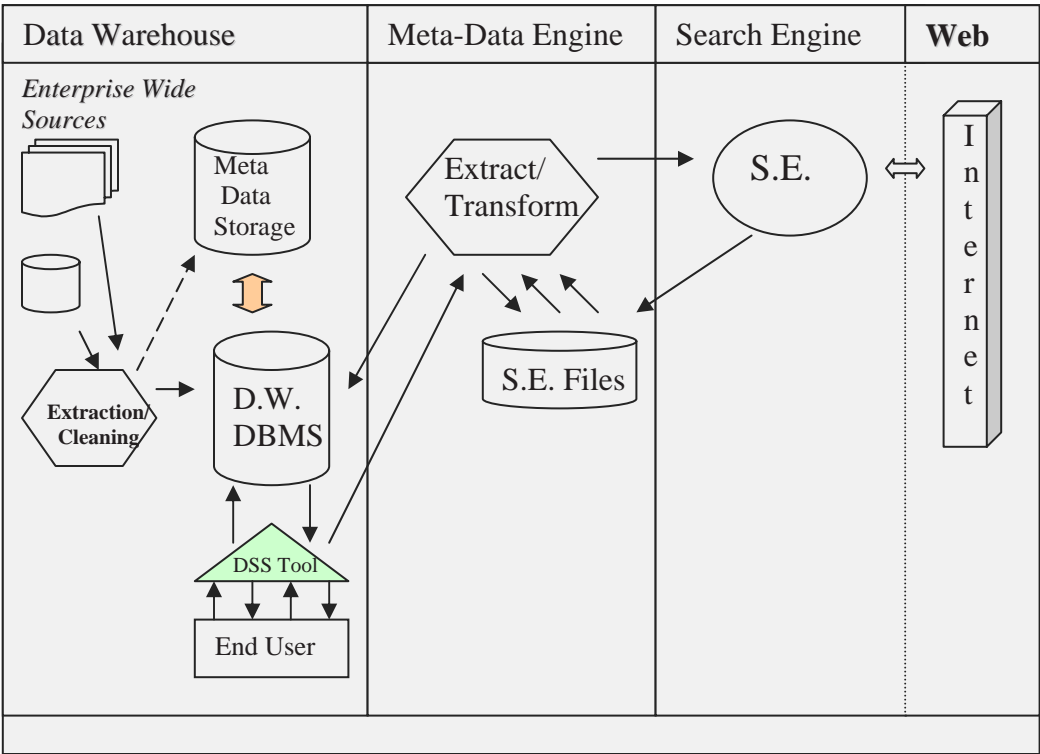 Data Warehouse
Meta-Data Engine
Search Engine
Web
Enterprise Wide
Sources
Meta
Data
Storage
Extraction/
Cleaning
D.W.
DBMS
DSS Tool
End User
Extract/
Transform
S.E. Files
S.E.
I
n
t
e
r
n
e
t